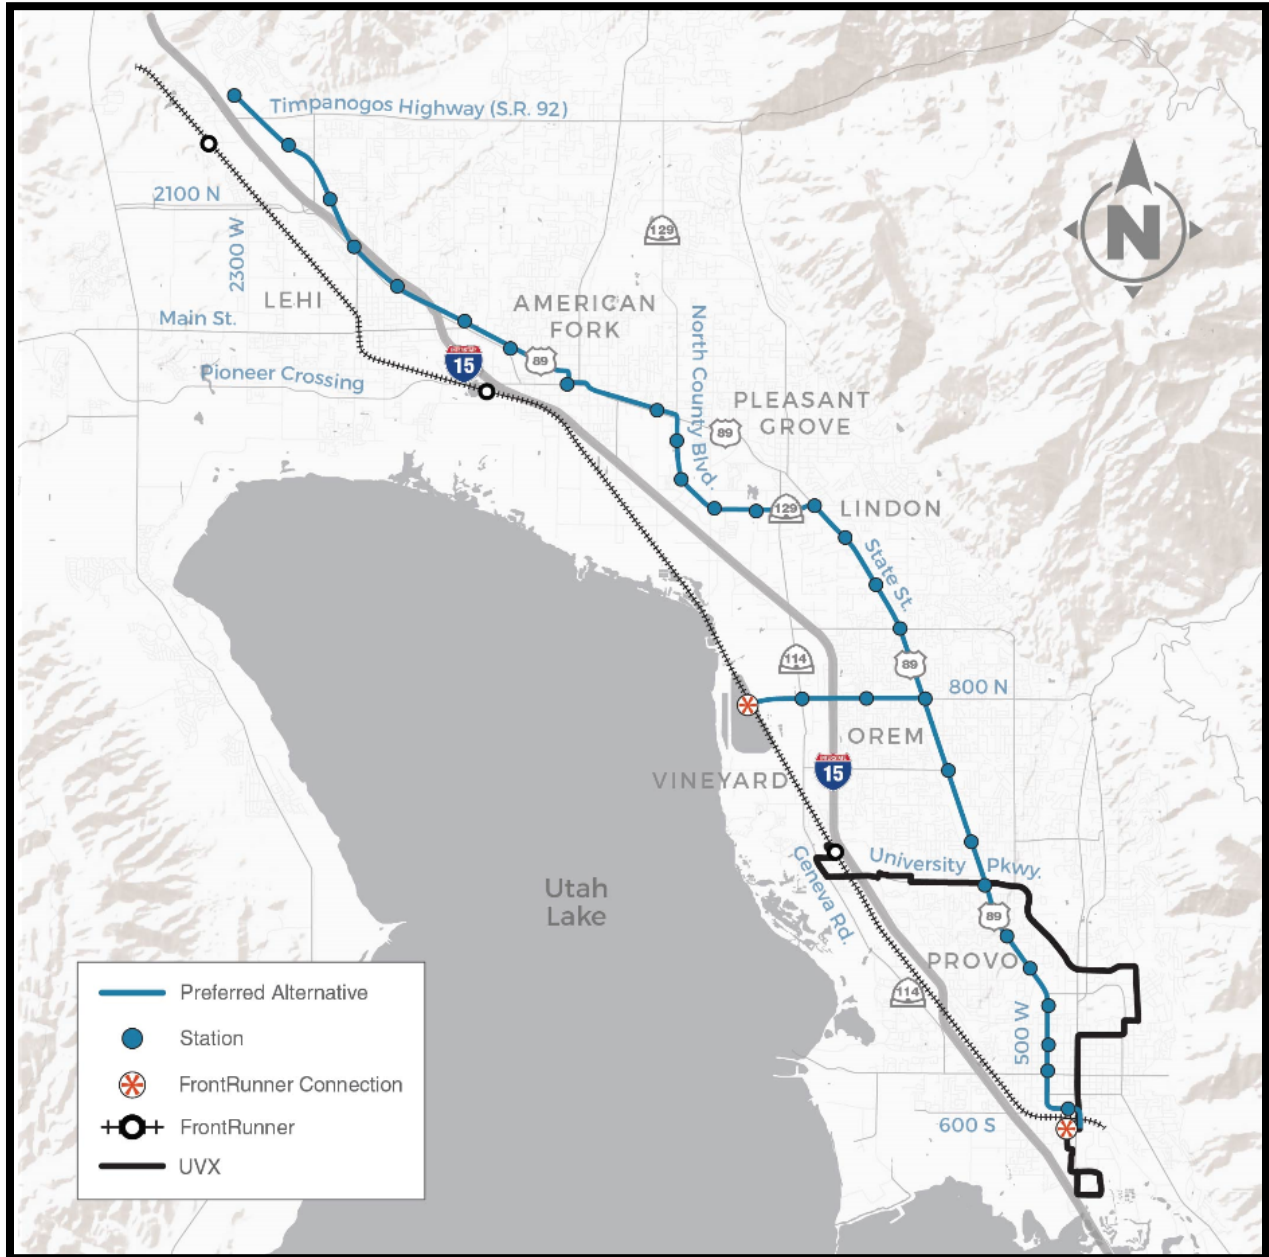 Timpanogos Highway (S.R. 92)
2100 N
129
2300 W
LEHI
AMERICAN
FORK
Main St.
North County Blvd.
15
89
Pioneer Crossing
PLEASANT
GROVE
89
129
LINDON
State St.
114
89
800 N
OREM
VINEYARD
15
University Pkwy.
Geneva Rd.
Utah
Lake
89
PROVO
114
500 W
600 S
N
Preferred Alternative
Station
FrontRunner Connection
FrontRunner
UVX